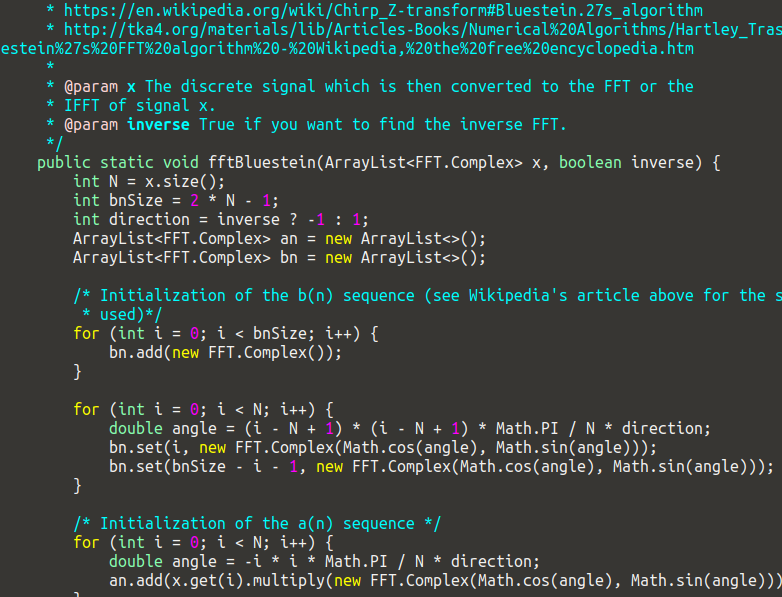 * https://en.wikipedia.org/wiki/Chirp_Z-transform#Bluestein.27s_algorithm
* http://tka4.org/materials/lib/Articles-Books/Numerical%20Algorithms/Hartley_Tras
estein%27s%20FFT%20algorithm%20-%20Wikipedia,%20the%20free%20encyclopedia.htm
*
* @param x The discrete signal which is then converted to the FFT or the
* IFFT of signal x.
* @param inverse True if you want to find the inverse FFT.
*/
public static void fftBluestein(ArrayList<FFT.Complex> x, boolean inverse) {
int N = x.size();
int bnSize = 2 * N - 1;
int direction = inverse ? -1 : 1;
ArrayList<FFT.Complex> an = new ArrayList<>();
ArrayList<FFT.Complex> bn = new ArrayList<>();
/* Initialization of the b(n) sequence (see Wikipedia's article above for the s
* used)*/
for (int i = 0; i < bnSize; i++) {
bn.add(new FFT.Complex());
}
for (int i = 0; i < N; i++) {
double angle = (i - N + 1) * (i - N + 1) * Math.PI / N * direction;
bn.set(i, new FFT.Complex(Math.cos(angle), Math.sin(angle)));
bn.set(bnSize - i - 1, new FFT.Complex(Math.cos(angle), Math.sin(angle)));
}
/* Initialization of the a(n) sequence */
for (int i = 0; i < N; i++) {
double angle = -i * i * Math.PI / N * direction;
an.add(x.get(i).multiply(new FFT.Complex(Math.cos(angle), Math.sin(angle)))
}